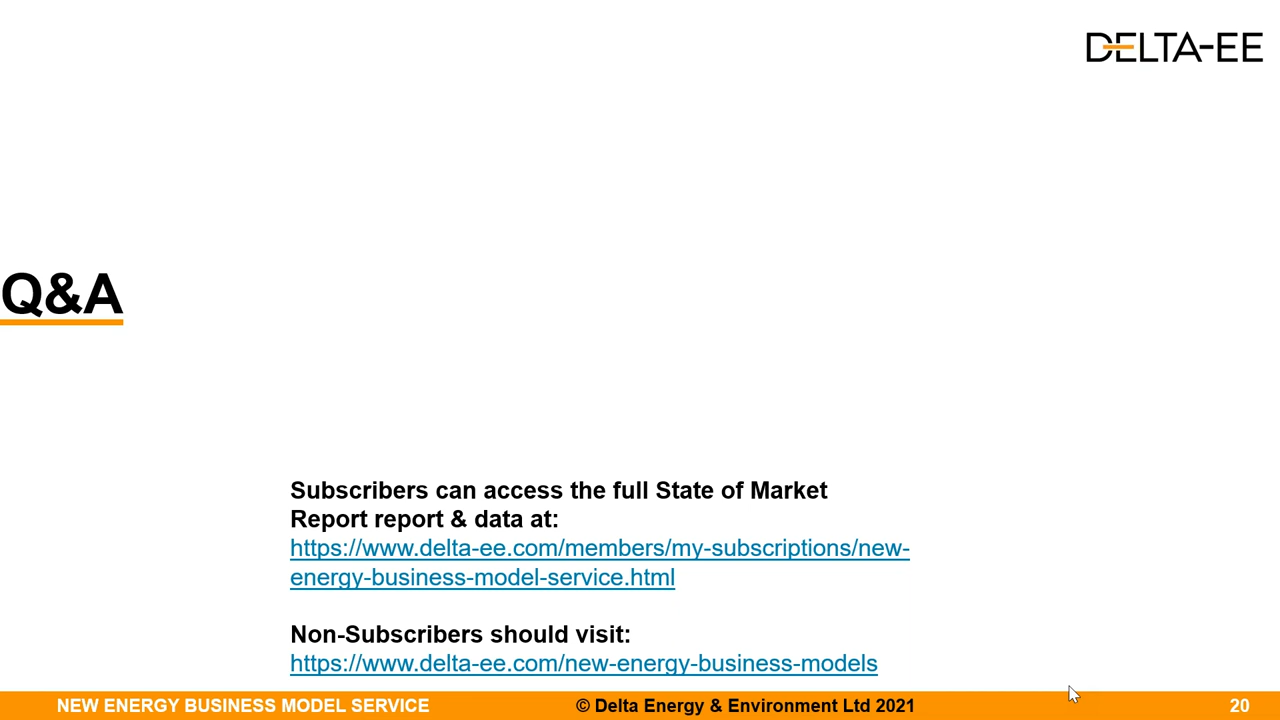 DELTA-EE
Q&A
Subscribers can access the full State of Market
Report report & data at:
https://www.delta-ee.com/members/my-subscriptions/new-
energy-business-model-service.html
Non-Subscribers should visit:
https://www.delta-ee.com/new-energy-business-models
NEW ENERGY BUSINESS MODEL SERVICE
© Delta Energy & Environment Ltd 2021
20